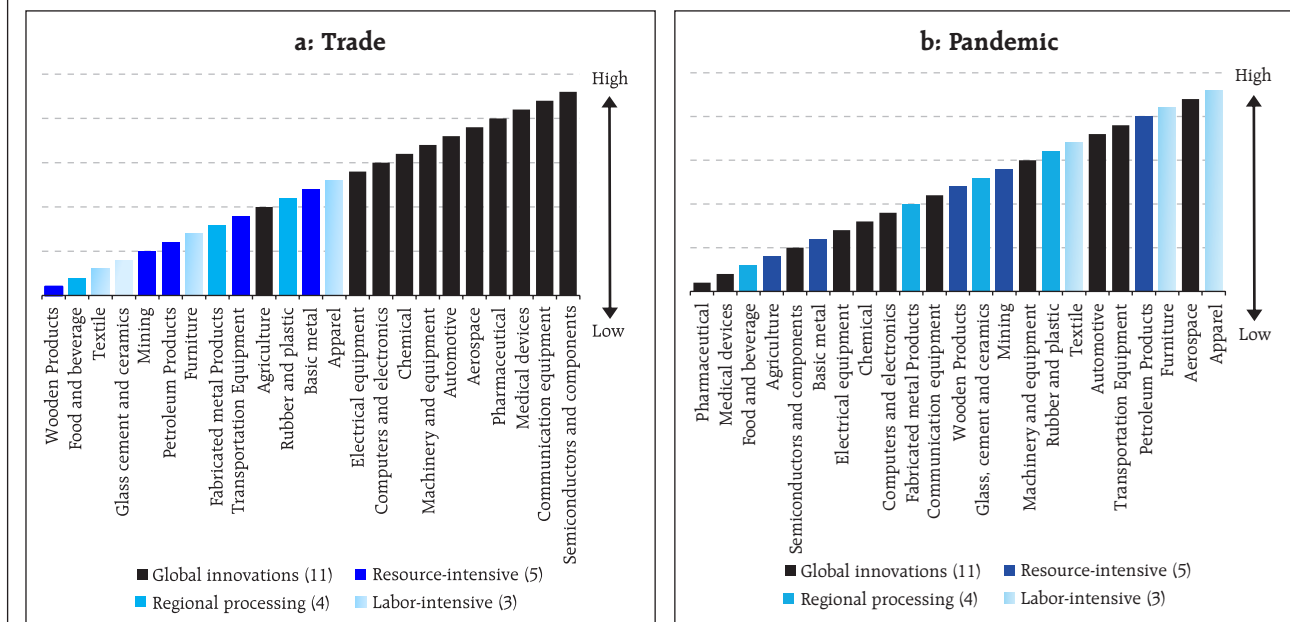 a: Trade
High
Low
Wooden Products
Food and beverage
Textile
Glass cement and ceramics
Mining
Petroleum Products
Furniture
Fabricated metal Products
Transportation Equiepment
Agriculture
Rubber and plastic
Basic metal
Apparel
Electrical equipment
Computers and electronics
Chemical
Machinery and equipment
Automotive
Aerospace
Pharmaceutical
Medical devices
Communication equipment
Semiconductors and components
Global innovations (11)
Resource-intensive (5)
Regional processing (4)
Labor-intensive (3)
b: Pandemic
High
Low
Pharmaceutical
Medical devices
Food and beverage
Agriculture
Semiconductors and components
Basic metal
Electrical equipment
Chemical
Computers and electronics
Fabricated metal Products
Communication equipment
Wooden Products
Glass, cement and ceramics
Mining
Machinery and equipment
Rubber and plastic
Textile
Automotive
Transportation Equipment
Petroleum Products
Furniture
Aerospace
Apparel
Global innovations (11)
Resource-intensive (5)
Regional processing (4)
Labor-intensive (3)